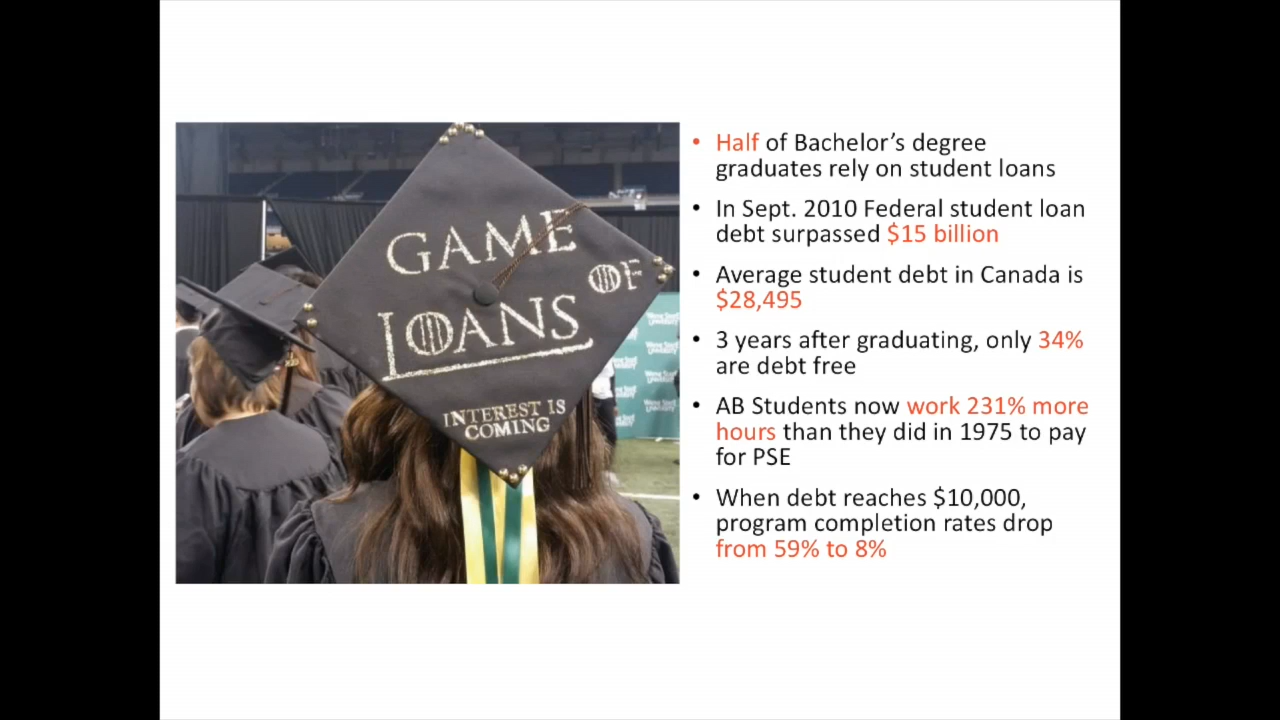 GAME
OF
LOANS
INTEREST IS
COMING
• Half of Bachelor’s degree
graduates rely on student loans
• In Sept. 2010 Federal student loan
debt surpassed $15 billion
• Average student debt in Canada is
$28,495
• 3 years after graduating, only 34%
are debt free
• AB Students now work 231% more
hours than they did in 1975 to pay
for PSE
• When debt reaches $10,000,
program completion rates drop
from 59% to 8%